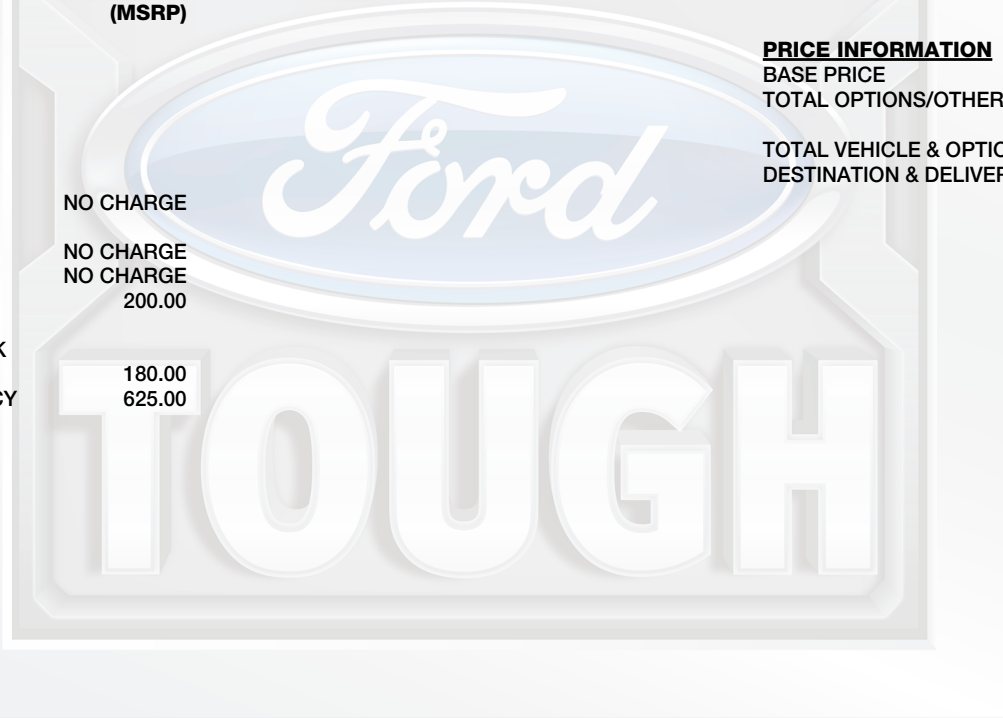 (MSRP)
NO CHARGE
NO CHARGE
NO CHARGE
200.00
K
180.00
CY 625.00
PRICE INFORMATION
BASE PRICE
TOTAL OPTIONS/OTHER
TOTAL VEHICLE & OPTIO
DESTINATION & DELIVER
Ford
TOUGH